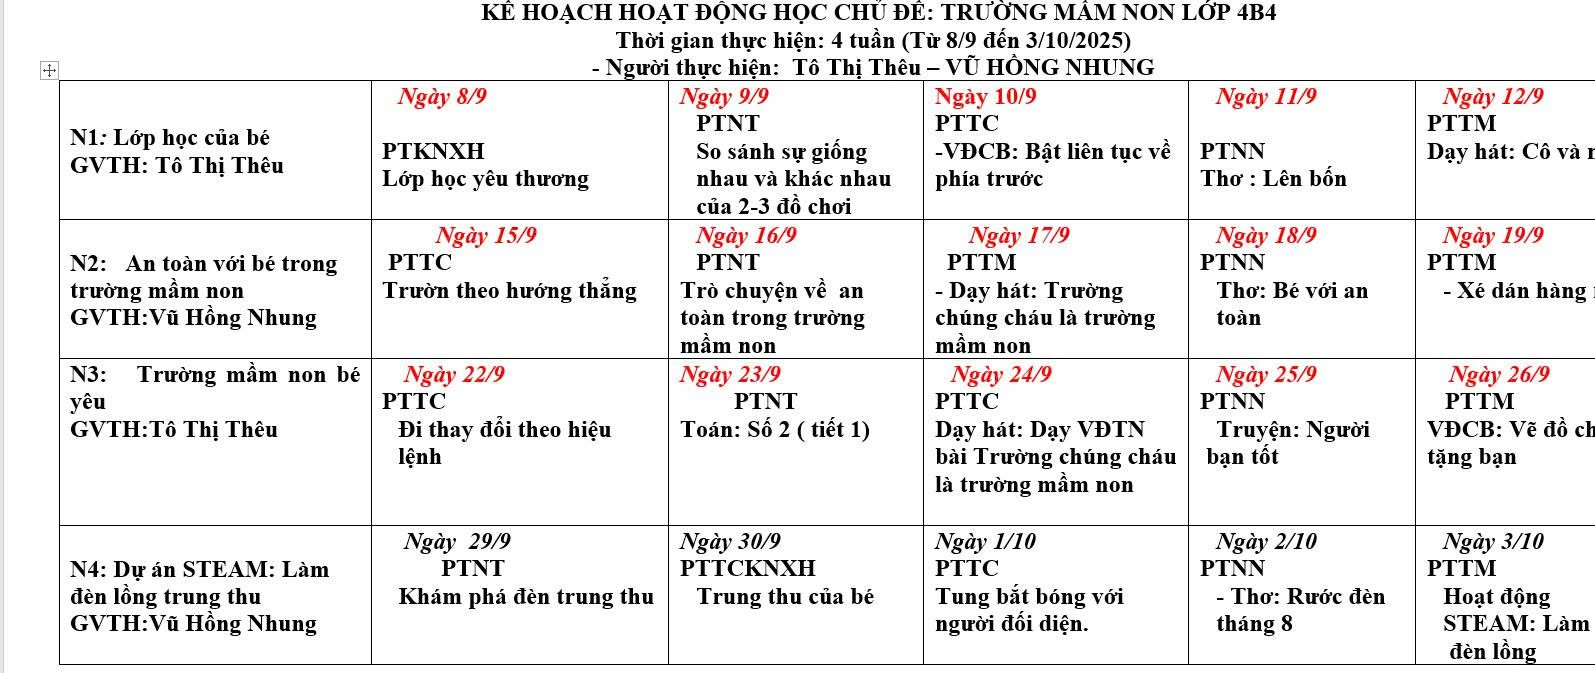 KẾ HOẠCH HOẠT ĐỘNG HỌC CHỦ ĐỀ: TRƯỜNG MẦM NON LỚP 4B4
Thời gian thực hiện: 4 tuần (Từ 8/9 đến 3/10/2025)
- Người thực hiện: Tô Thị Thêu – VŨ HỒNG NHUNG
N1: Lớp học của bé
GVTH: Tô Thị Thêu
Ngày 8/9
PTKNXH
Lớp học yêu thương
Ngày 9/9
PTNT
So sánh sự giống
nhau và khác nhau
của 2-3 đồ chơi
Ngày 10/9
PTTC
-VĐCB: Bật liên tục về
phía trước
Ngày 11/9
PTNN
Thơ : Lên bốn
Ngày 12/9
PTTM
Dạy hát: Cô và
N2: An toàn với bé trong
trường mầm non
GVTH:Vũ Hồng Nhung
Ngày 15/9
PTTC
Trườn theo hướng thẳng
Ngày 16/9
PTNT
Trò chuyện về an
toàn trong trường
mầm non
Ngày 17/9
PTTM
- Dạy hát: Trường
chúng cháu là trường
mầm non
Ngày 18/9
PTNN
Thơ: Bé với an
toàn
Ngày 19/9
PTTM
- Xé dán hàng
N3: Trường mầm non bé
yêu
GVTH:Tô Thị Thêu
Ngày 22/9
PTTC
Đi thay đổi theo hiệu
lệnh
Ngày 23/9
PTNT
Toán: Số 2 ( tiết 1)
Ngày 24/9
PTTC
Dạy hát: Dạy VĐTN
bài Trường chúng cháu
là trường mầm non
Ngày 25/9
PTNN
Truyện: Người
bạn tốt
Ngày 26/9
PTTM
VĐCB: Vẽ đồ ch
tặng bạn
N4: Dự án STEAM: Làm
đèn lồng trung thu
GVTH:Vũ Hồng Nhung
Ngày 29/9
PTNT
Khám phá đèn trung thu
Ngày 30/9
PTTCKNXH
Trung thu của bé
Ngày 1/10
PTTC
Tung bắt bóng với
người đối diện.
Ngày 2/10
PTNN
- Thơ: Rước đèn
tháng 8
Ngày 3/10
PTTM
Hoạt động
STEAM: Làm
đèn lồng